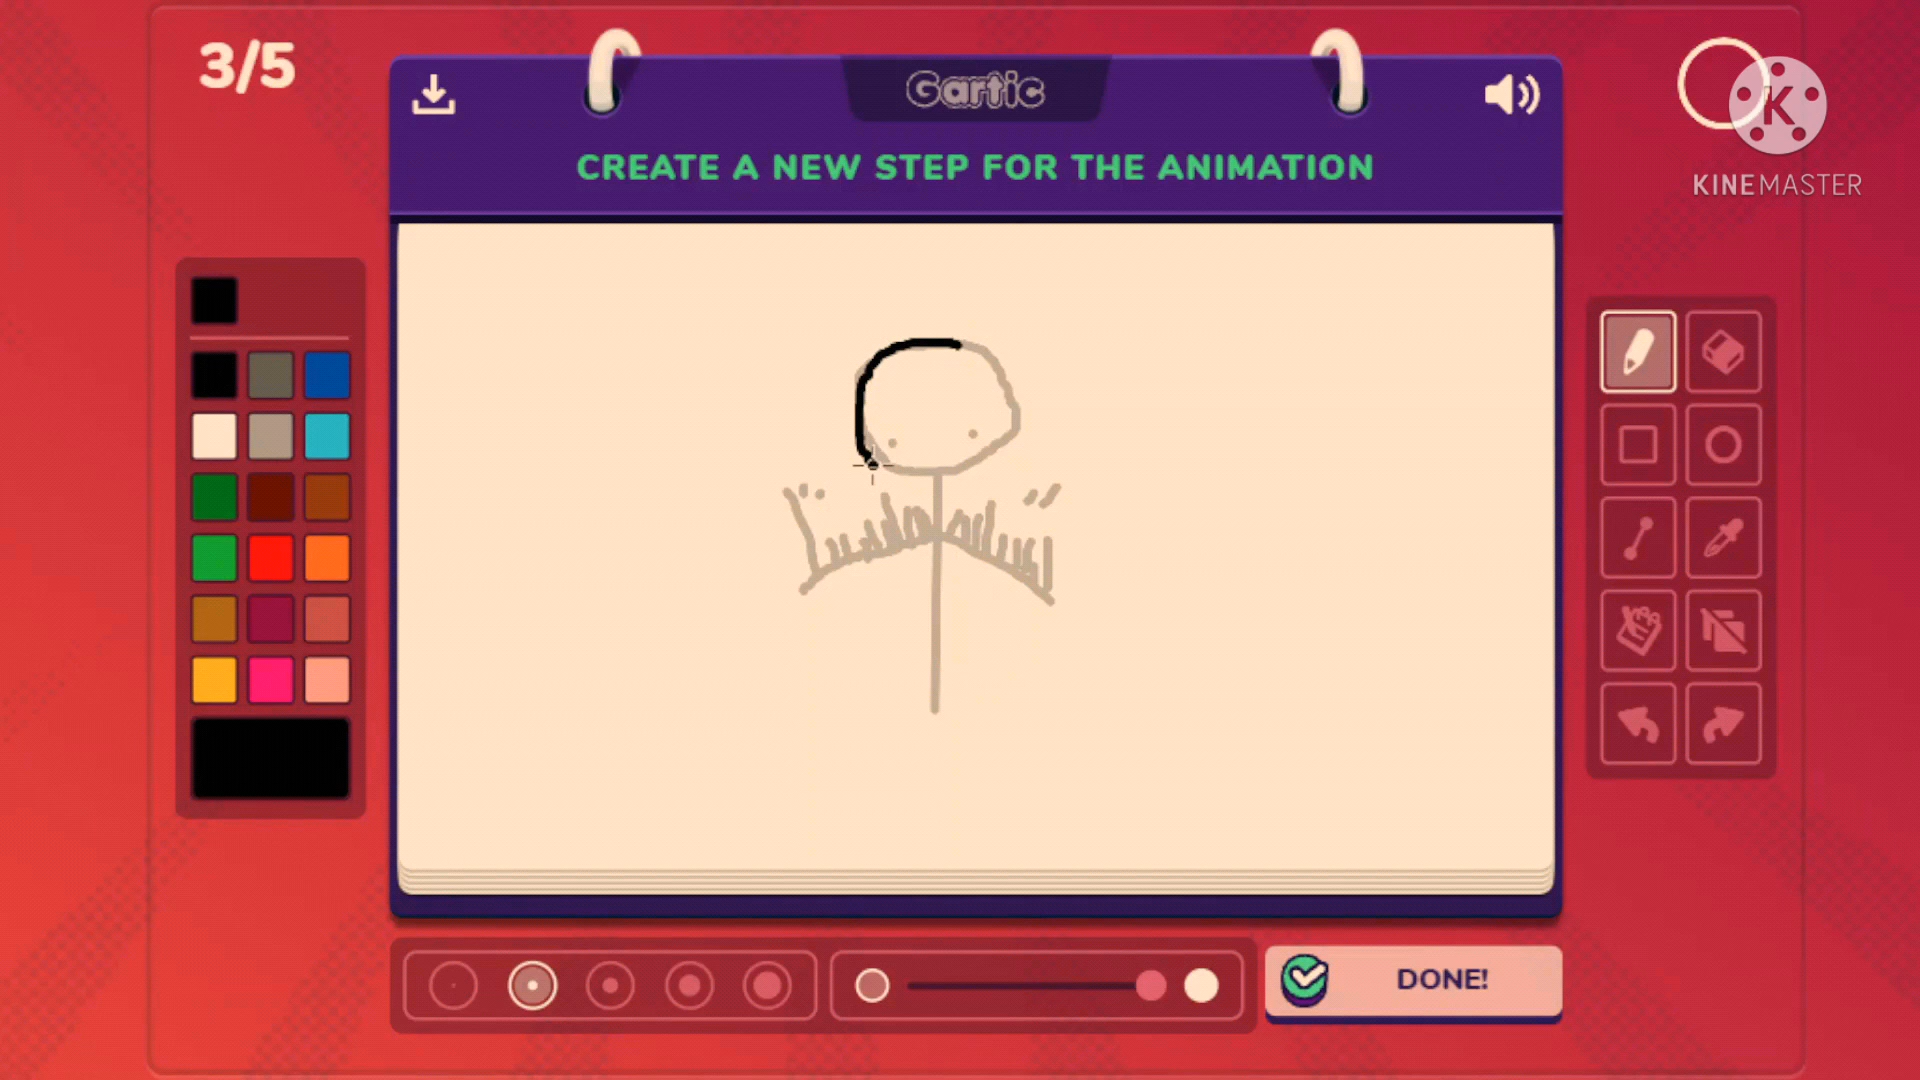 3/5
Gartic
CREATE A NEW STEP FOR THE ANIMATION
K
KINEMASTER
DONE!